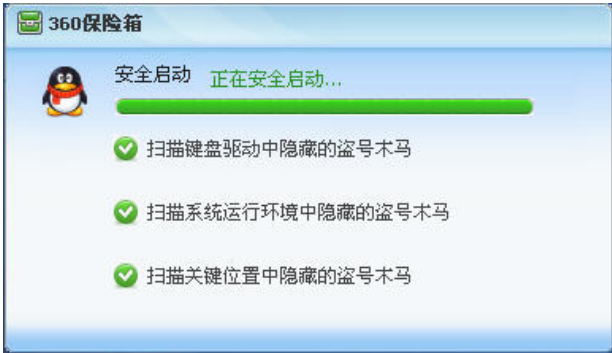 360保险箱
安全启动 正在安全启动...
扫描键盘驱动中隐藏的盗号木马
扫描系统运行环境中隐藏的盗号木马
扫描关键位置中隐藏的盗号木马